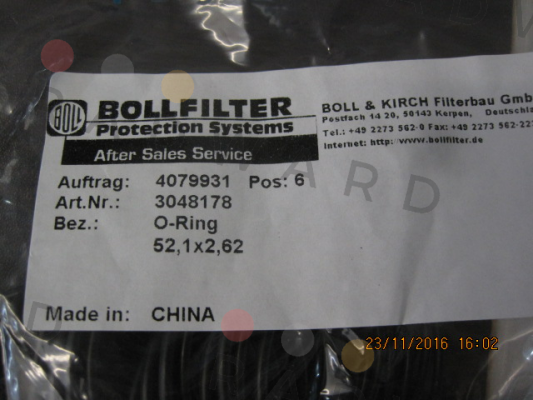 BOLL
BOLLFILTER
Protection Systems
After Sales Service
BOLL & KIRCH Filterbau Gmb
Postfach 14 20, 50143 Kerpen, Deutschla
Tel.: +49 2273 562-0 Fax: +49 2273 562-22
Internet: http: www.bollfilter.de
Auftrag: 4079931 Pos: 6
Art.Nr.: 3048178
Bez.: O-Ring
52,1x2,62
Made in: CHINA
23/11/2016 16:02